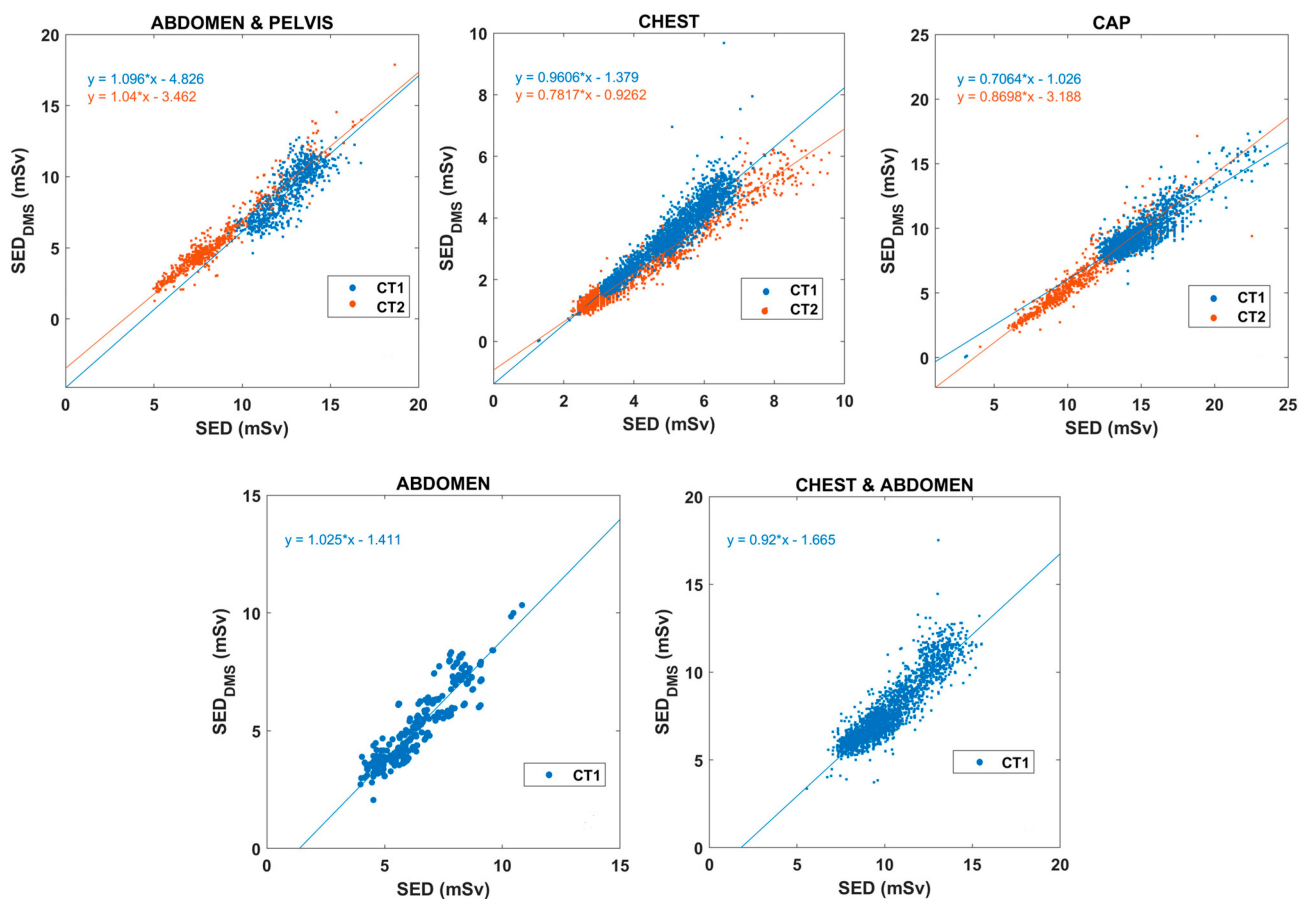 ABDOMEN & PELVIS
20
15
10
5
0
0
5
10
15
20
SED_DMS (mSv)
SED (mSv)
y = 1.096*x - 4.826
y = 1.04*x - 3.462
CT1
CT2
CHEST
10
8
6
4
2
0
0
2
4
6
8
10
SED_DMS (mSv)
SED (mSv)
y = 0.9606*x - 1.379
y = 0.7817*x - 0.9262
CT1
CT2
CAP
25
20
15
10
5
0
5
10
15
20
25
SED_DMS (mSv)
SED (mSv)
y = 0.7064*x - 1.026
y = 0.8698*x - 3.188
CT1
CT2
ABDOMEN
15
10
5
0
0
5
10
15
SED_DMS (mSv)
SED (mSv)
y = 1.025*x - 1.411
CT1
CHEST & ABDOMEN
20
15
10
5
0
0
5
10
15
20
SED_DMS (mSv)
SED (mSv)
y = 0.92*x - 1.665
CT1